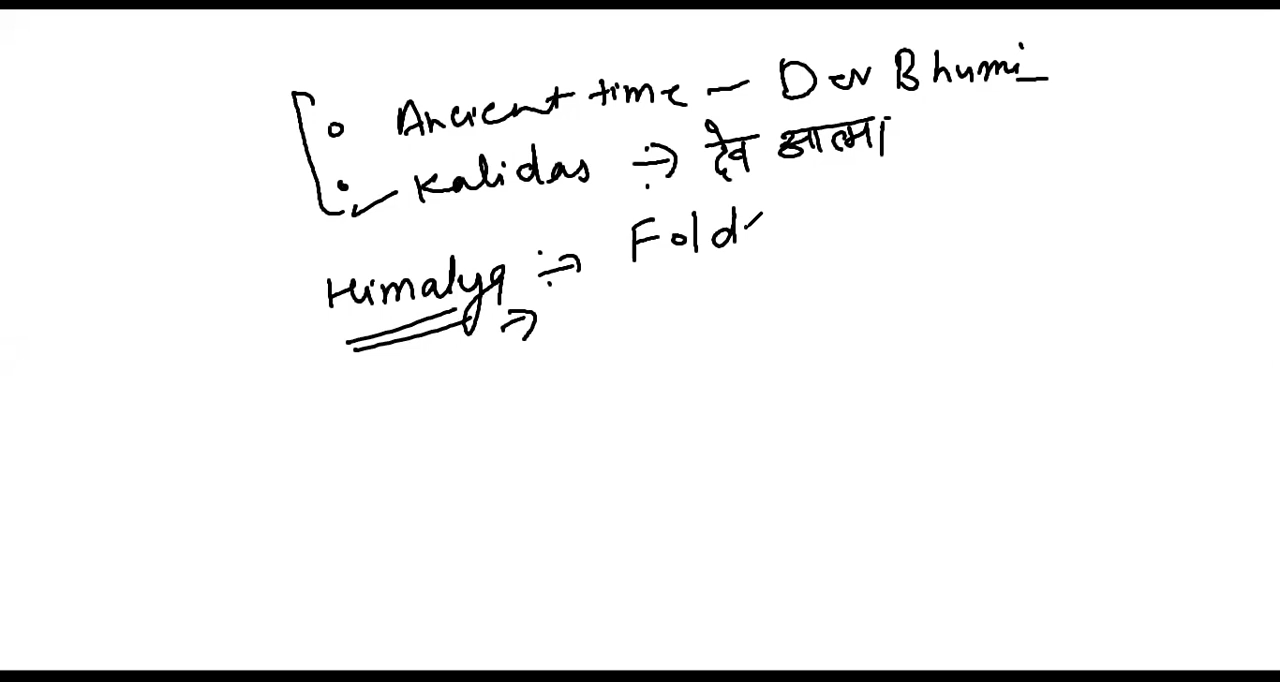 • Ancient time - Dev Bhumi
• Kalidas ÷> देव आत्मा
Himalya ÷> Fold